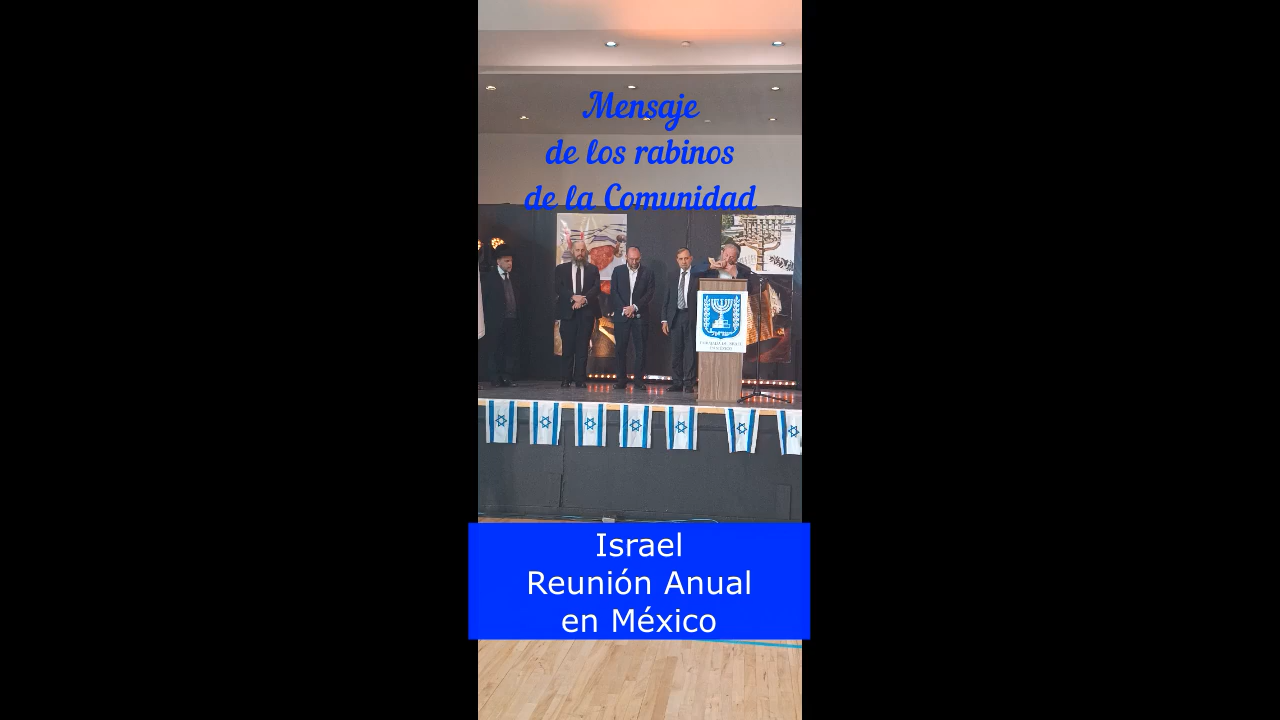 Mensaje
de los rabinos
de la Comunidad
Israel
Reunión Anual
en México